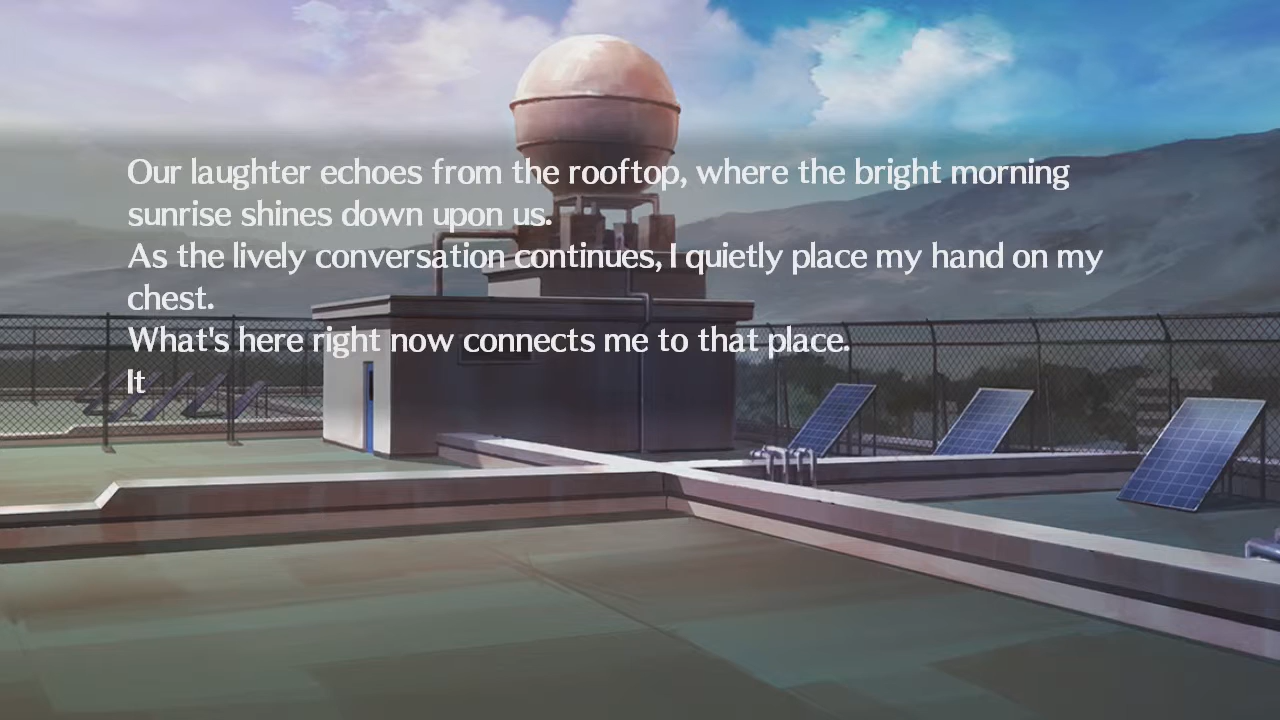 Our laughter echoes from the rooftop, where the bright morning
sunrise shines down upon us.
As the lively conversation continues, I quietly place my hand on my
chest.
What's here right now connects me to that place.
It